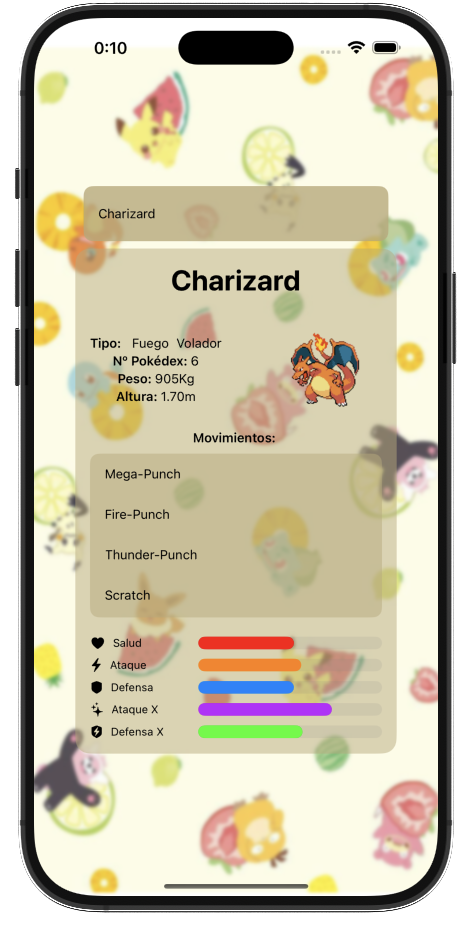 0:10
Charizard
Charizard
Tipo: Fuego Volador
Nº Pokédex: 6
Peso: 905Kg
Altura: 1.70m
Movimientos:
Mega-Punch
Fire-Punch
Thunder-Punch
Scratch
Salud
Ataque
Defensa
Ataque X
Defensa X